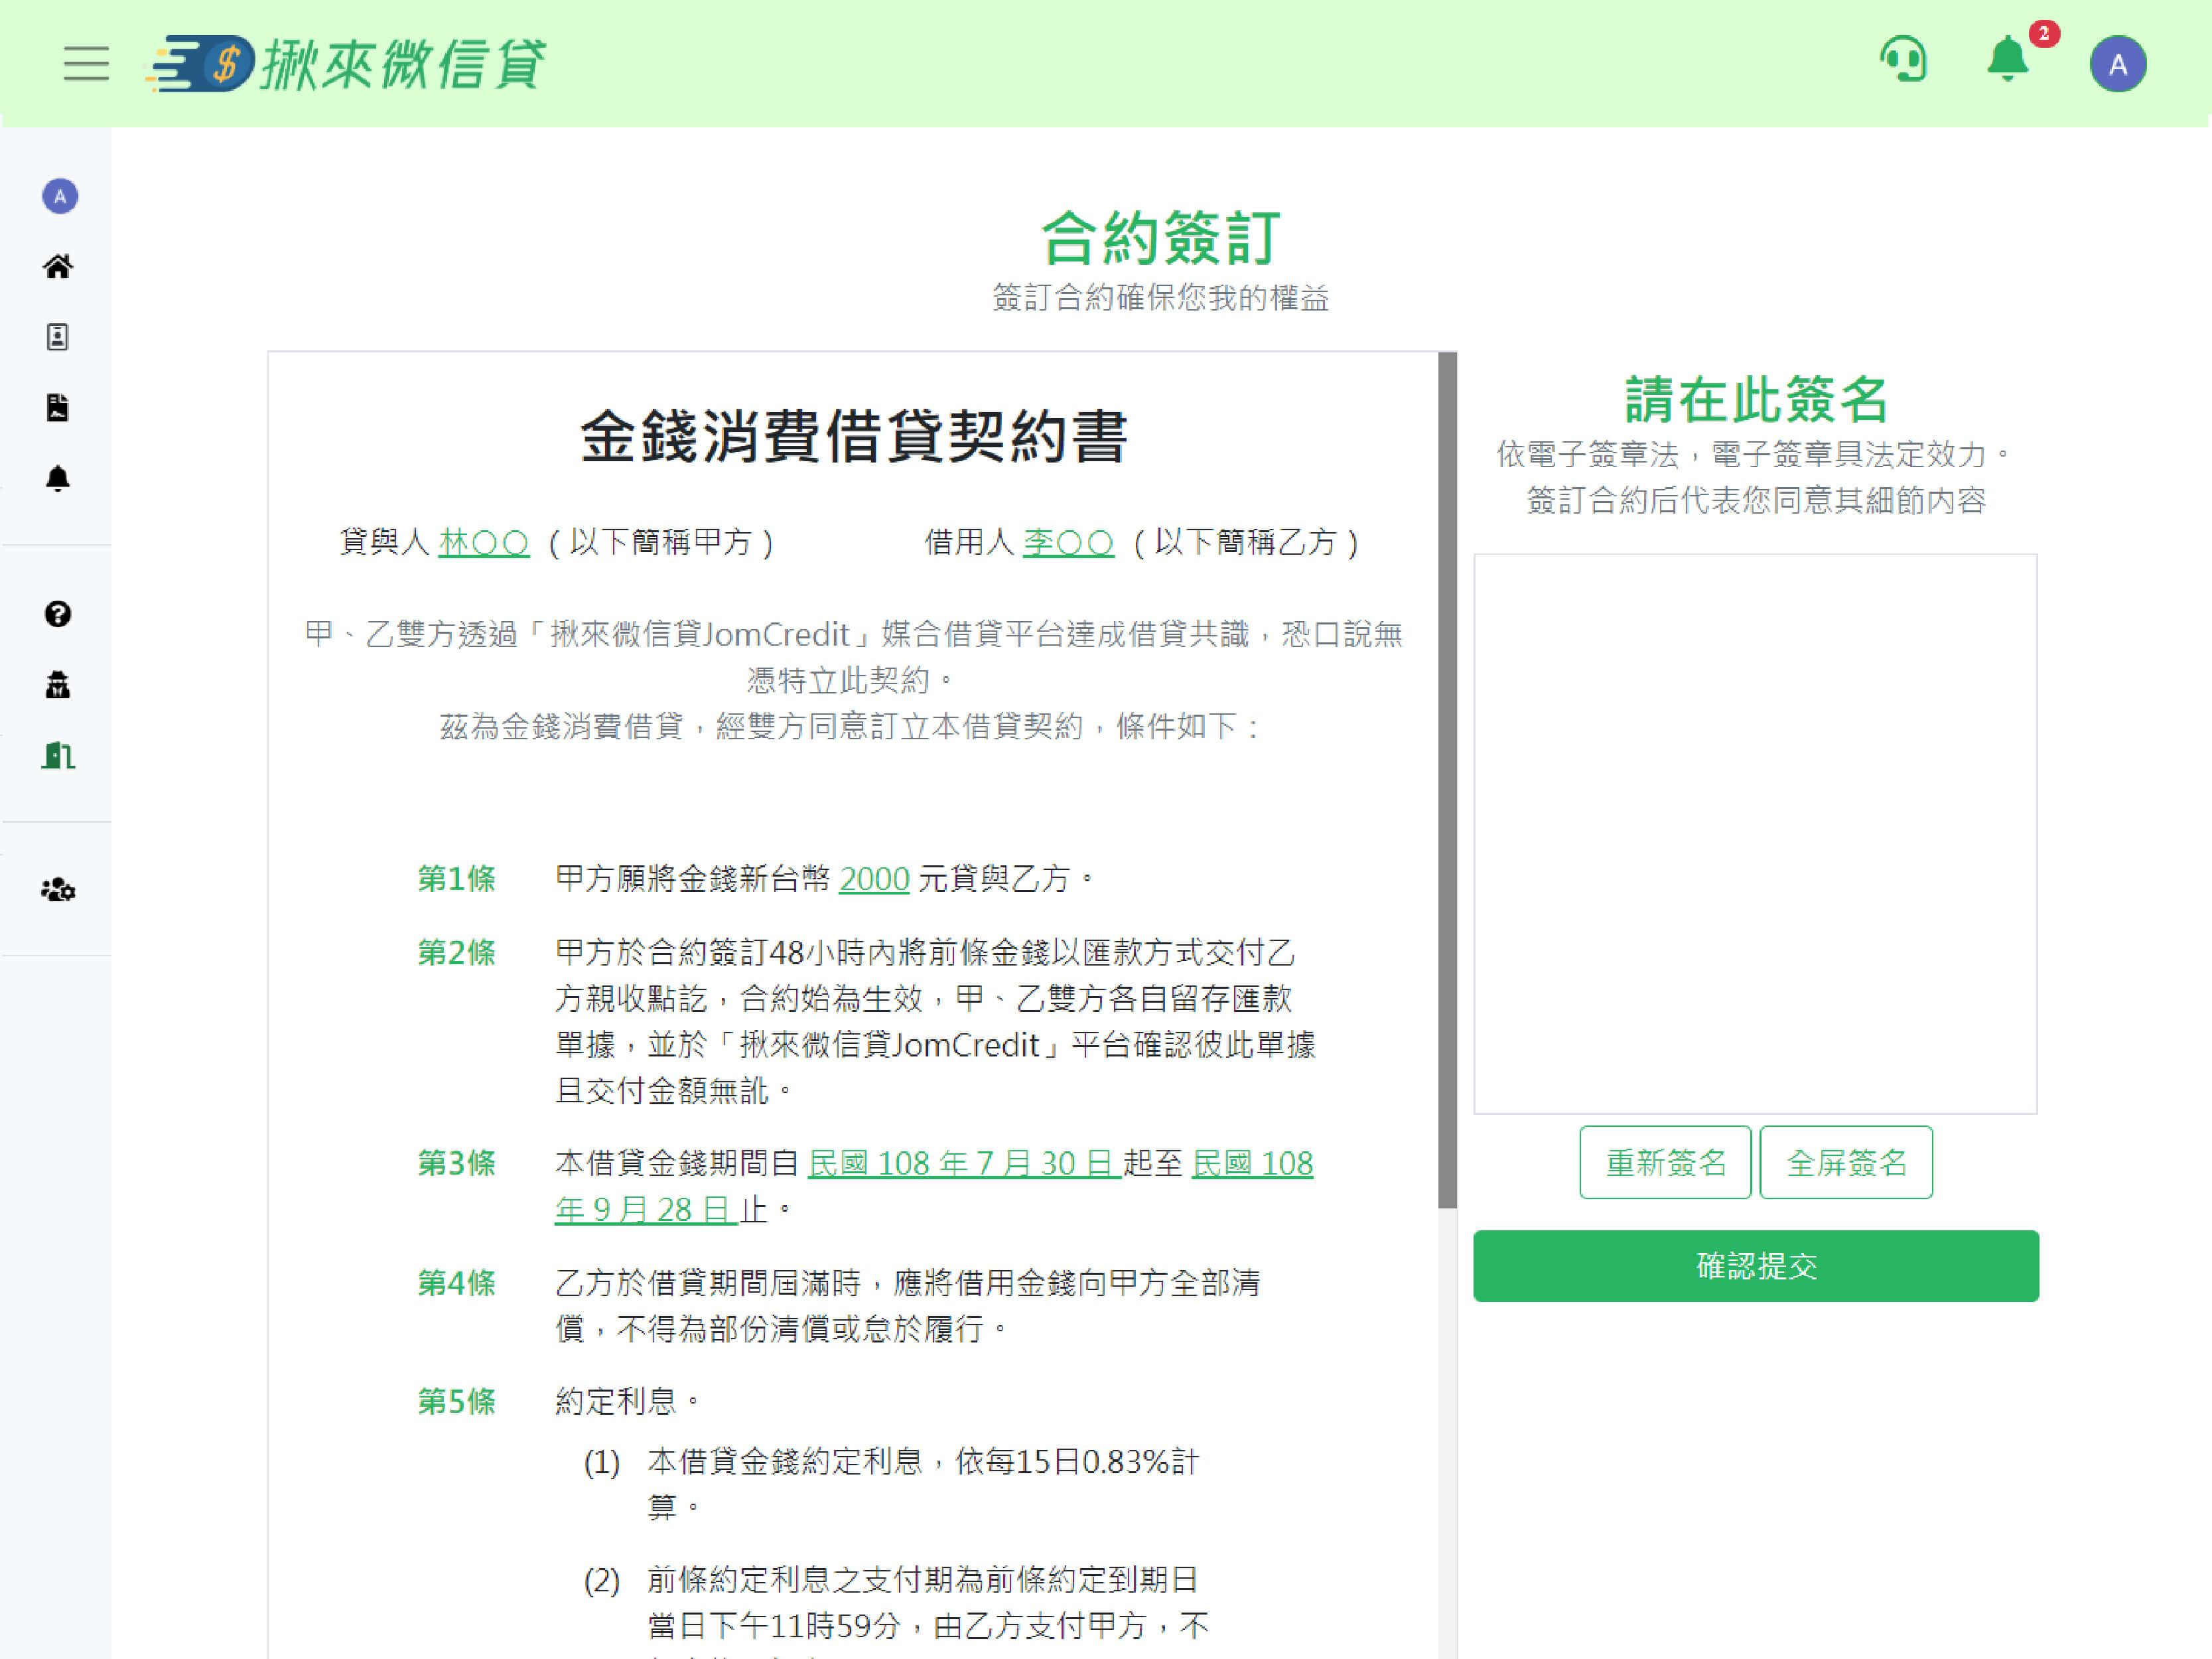 揪來微信貸
2
A
A
合約簽訂
簽訂合約確保您我的權益
金錢消費借貸契約書
貸與人 林〇〇 （以下簡稱甲方） 借用人 李〇〇 （以下簡稱乙方）
甲、乙雙方透過「揪來微信貸JomCredit」媒合借貸平台達成借貸共識，恐口說無
憑特立此契約。
茲為金錢消費借貸，經雙方同意訂立本借貸契約，條件如下：
第1條 甲方願將金錢新台幣 2000 元貸與乙方。
第2條 甲方於合約簽訂48小時內將前條金錢以匯款方式交付乙
方親收點訖，合約始為生效，甲、乙雙方各自留存匯款
單據，並於「揪來微信貸JomCredit」平台確認彼此單據
且交付金額無訛。
第3條 本借貸金錢期間自 民國 108 年 7 月 30 日 起至 民國 108
年 9 月 28 日 止。
第4條 乙方於借貸期間屆滿時，應將借用金錢向甲方全部清
償，不得為部份清償或怠於履行。
第5條 約定利息。
(1) 本借貸金錢約定利息，依每15日0.83%計
算。
(2) 前條約定利息之支付期為前條約定到期日
當日下午11時59分，由乙方支付甲方，不
請在此簽名
依電子簽章法，電子簽章具法定效力。
簽訂合約后代表您同意其細節內容
重新簽名
全屏簽名
確認提交